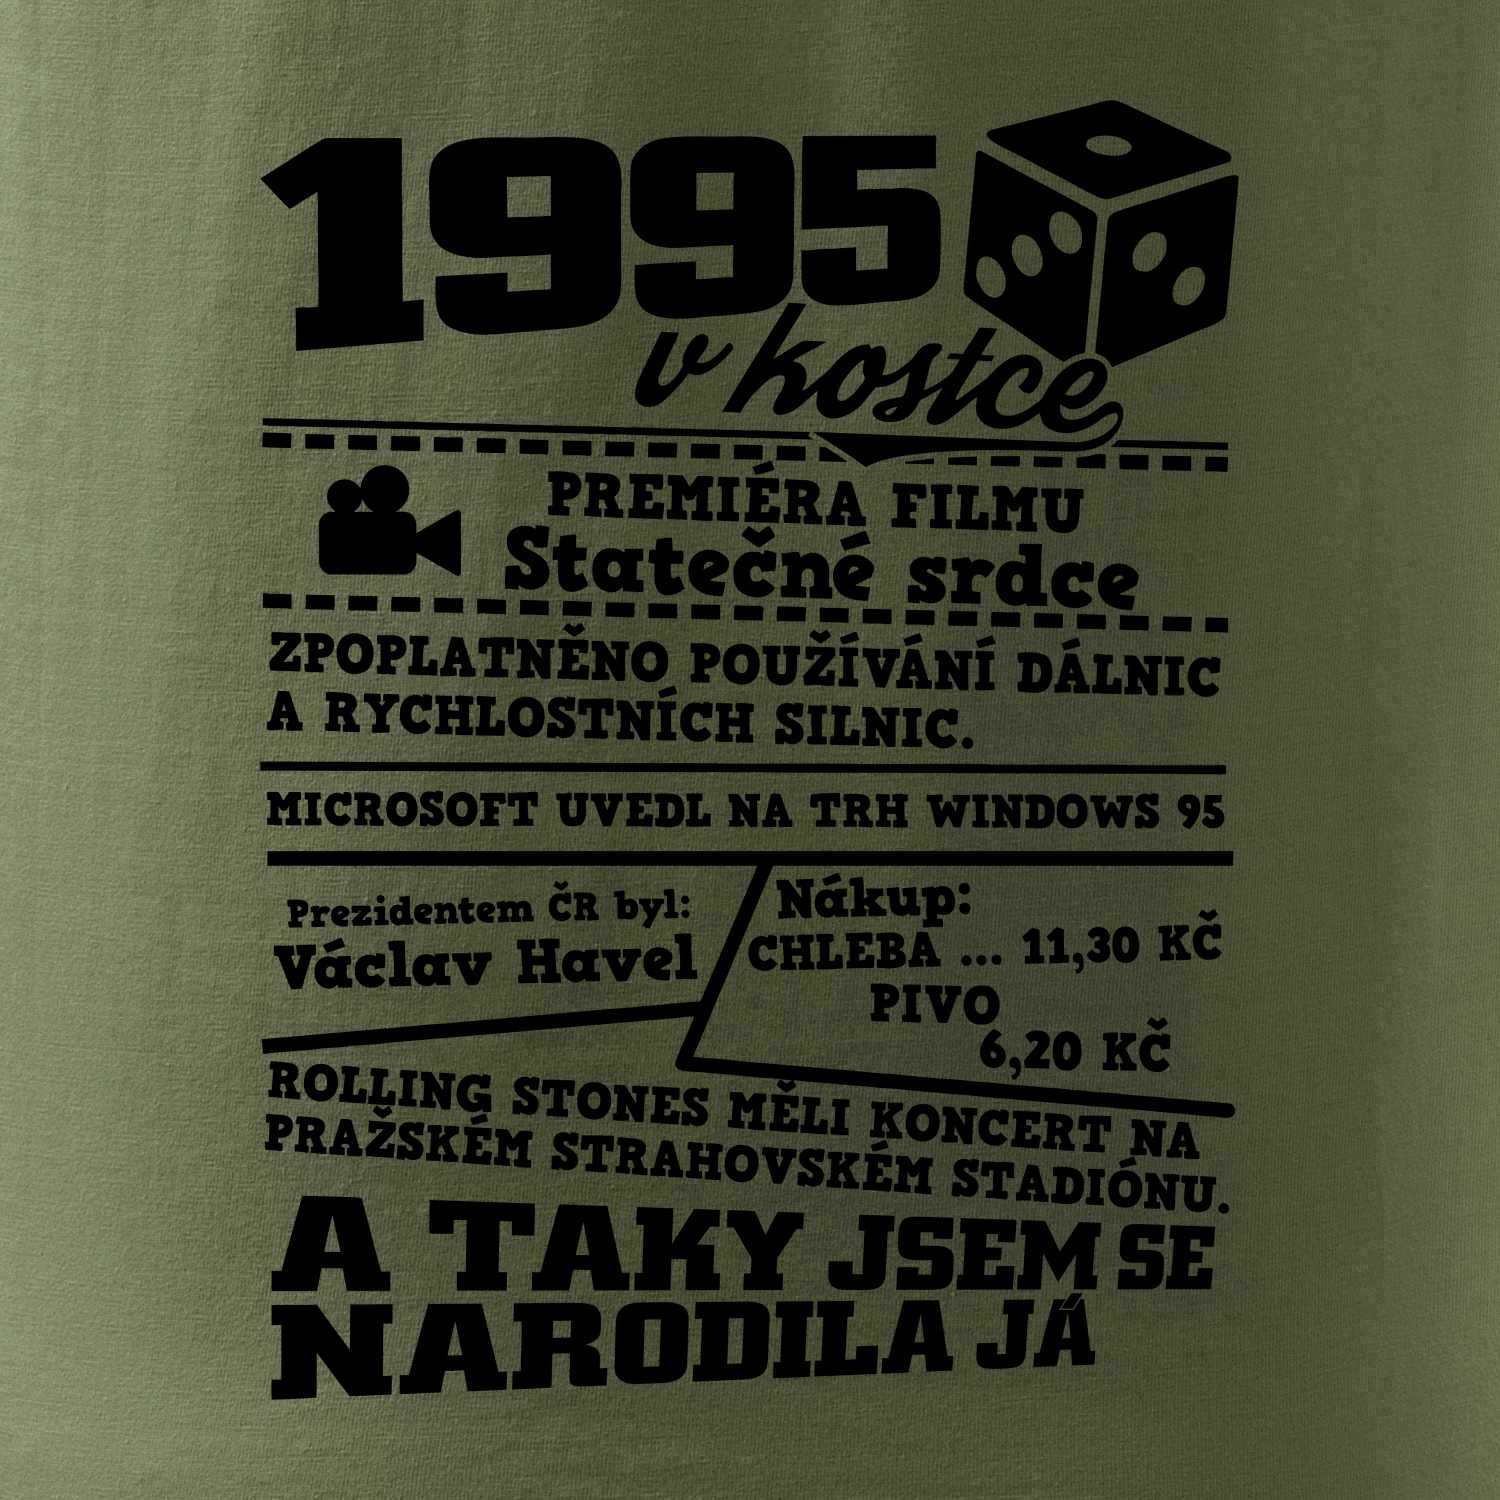 1995
v kostce
PREMIÉRA FILMU
Statečné srdce
ZPOPLATNĚNO POUŽÍVÁNÍ DÁLNIC
A RYCHLOSTNÍCH SILNIC.
MICROSOFT UVEDL NA TRH WINDOWS 95
Prezidentem ČR byl:
Václav Havel
Nákup:
CHLEBA ... 11,30 KČ
PIVO
6,20 KČ
ROLLING STONES MĚLI KONCERT NA
PRAŽSKÉM STRAHOVSKÉM STADIÓNU.
A TAKY JSEM SE
NARODILA JÁ